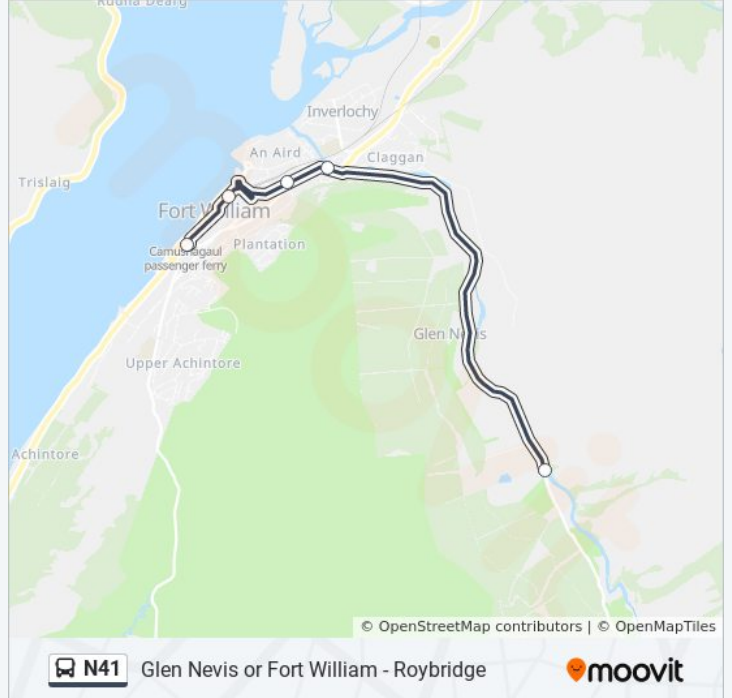 Rudha Dearg
Inverlochy
An Aird
Claggan
Trislaig
Fort William
Camusnagaul
passenger ferry
Plantation
Glen Nevis
Upper Achintore
Achintore
© OpenStreetMap contributors | © OpenMapTiles
N41 Glen Nevis or Fort William - Roybridge moovit